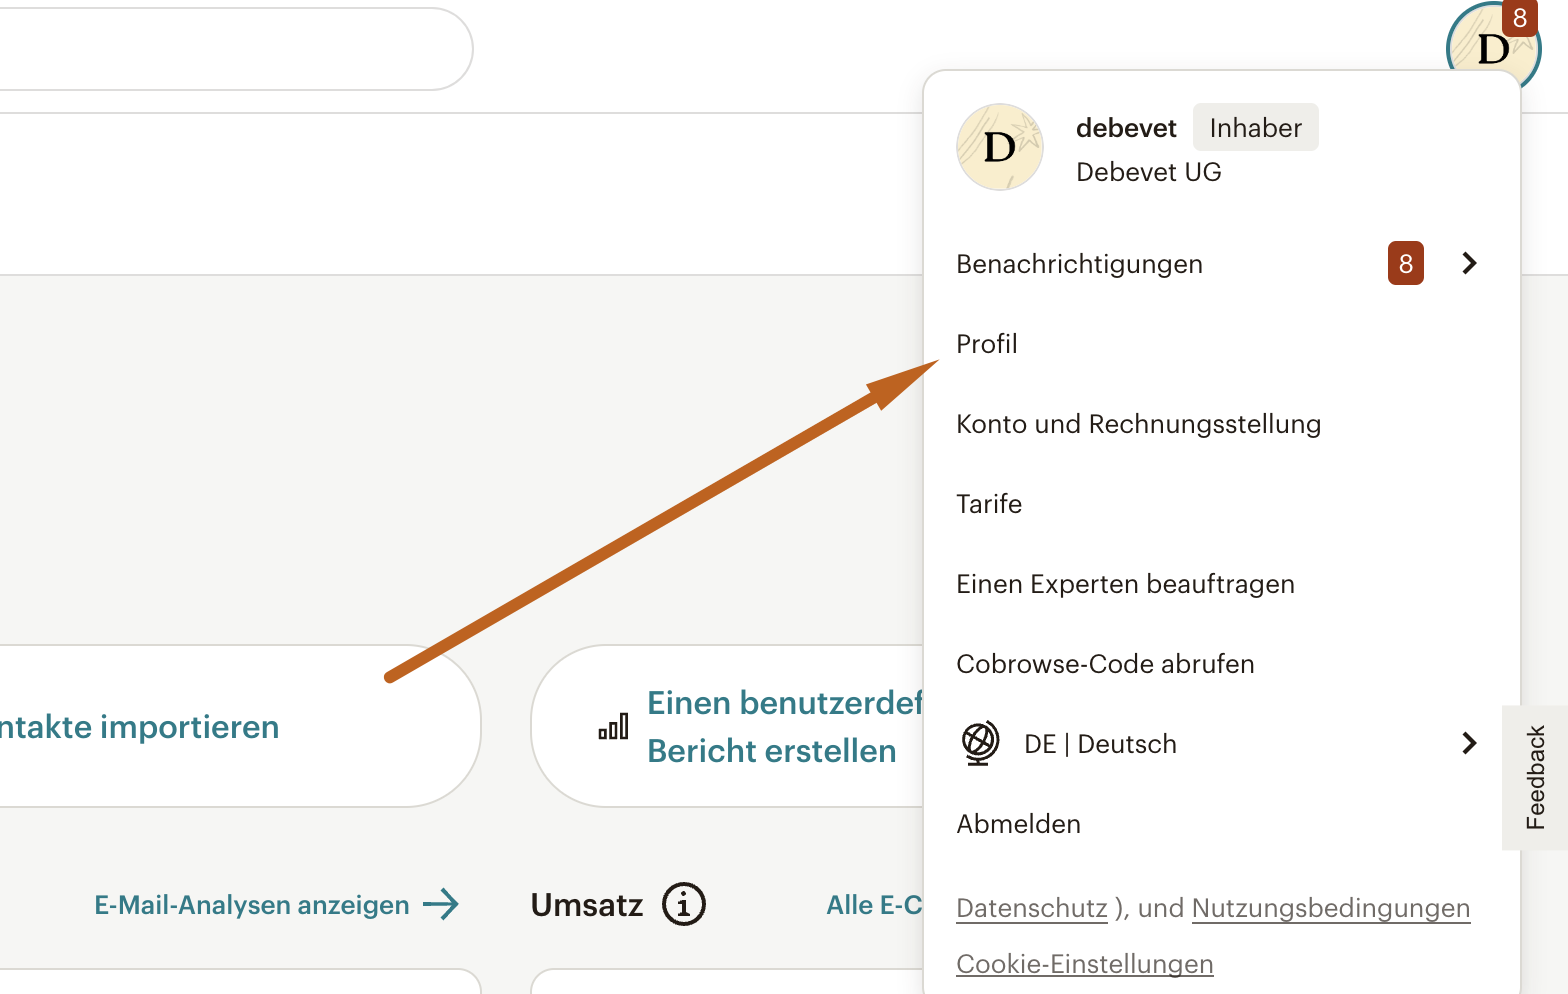 D
8
D
debevet Inhaber
Debevet UG
Benachrichtigungen 8
Profil
Konto und Rechnungsstellung
Tarife
Einen Experten beauftragen
Cobrowse-Code abrufen
DE | Deutsch
Abmelden
Datenschutz ), und Nutzungsbedingungen
Cookie-Einstellungen
Feedback
ntakte importieren
Einen benutzerdef
Bericht erstellen
E-Mail-Analysen anzeigen
Umsatz
Alle E-C